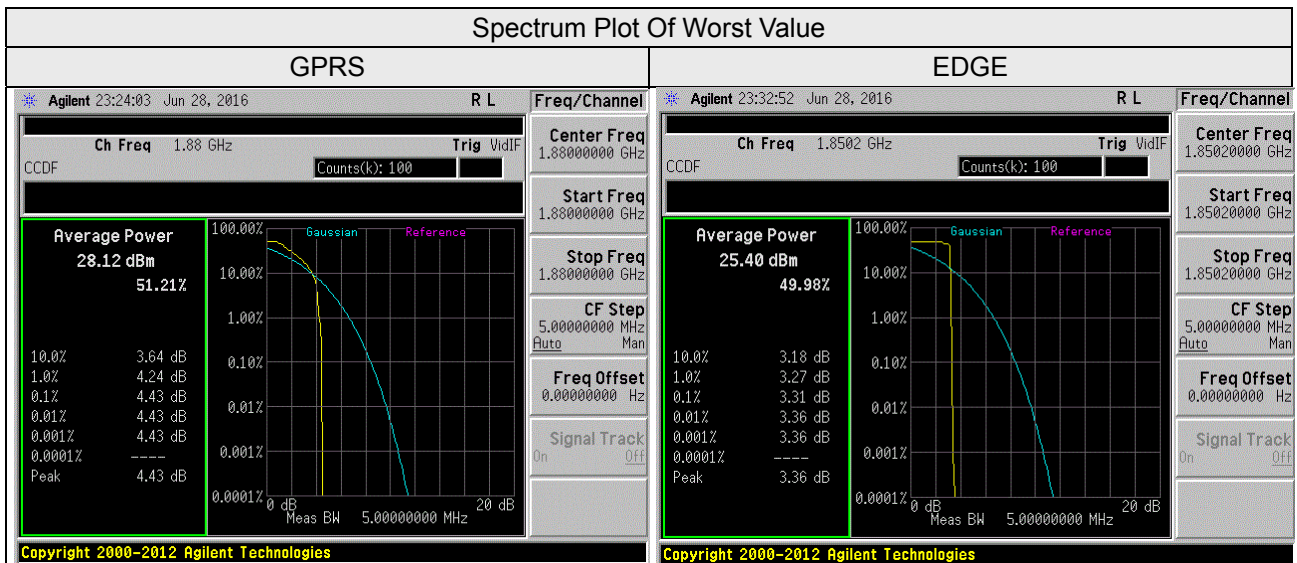 Spectrum Plot Of Worst Value
GPRS
Agilent 23:24:03 Jun 28, 2016 R L
Freq/Channel
Ch Freq 1.88 GHz Trig VidIF
CCDF Counts(k): 100
Center Freq
1.88000000 GHz
Start Freq
1.88000000 GHz
Stop Freq
1.88000000 GHz
CF Step
5.00000000 MHz
Auto Man
Freq Offset
0.00000000 Hz
Signal Track
On Off
Average Power
28.12 dBm
51.21%
10.0% 3.64 dB
1.0% 4.24 dB
0.1% 4.43 dB
0.01% 4.43 dB
0.001% 4.43 dB
0.0001% ----
Peak 4.43 dB
Gaussian Reference
100.00%
10.00%
1.00%
0.10%
0.01%
0.001%
0.0001%
0 dB 20 dB
Meas BW 5.00000000 MHz
Copyright 2000-2012 Agilent Technologies
EDGE
Agilent 23:32:52 Jun 28, 2016 R L
Freq/Channel
Ch Freq 1.8502 GHz Trig VidIF
CCDF Counts(k): 100
Center Freq
1.85020000 GHz
Start Freq
1.85020000 GHz
Stop Freq
1.85020000 GHz
CF Step
5.00000000 MHz
Auto Man
Freq Offset
0.00000000 Hz
Signal Track
On Off
Average Power
25.40 dBm
49.98%
10.0% 3.18 dB
1.0% 3.27 dB
0.1% 3.31 dB
0.01% 3.36 dB
0.001% 3.36 dB
0.0001% ----
Peak 3.36 dB
Gaussian Reference
100.00%
10.00%
1.00%
0.10%
0.01%
0.001%
0.0001%
0 dB 20 dB
Meas BW 5.00000000 MHz
Copyright 2000-2012 Agilent Technologies